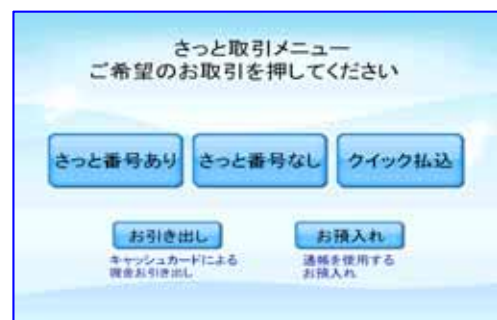 さっと取引メニュー
ご希望のお取引を押してください
さっと番号あり
さっと番号なし
クイック払込
お引き出し
お預入れ
キャッシュカードによる
現金お引き出し
通帳を使用する
お預入れ